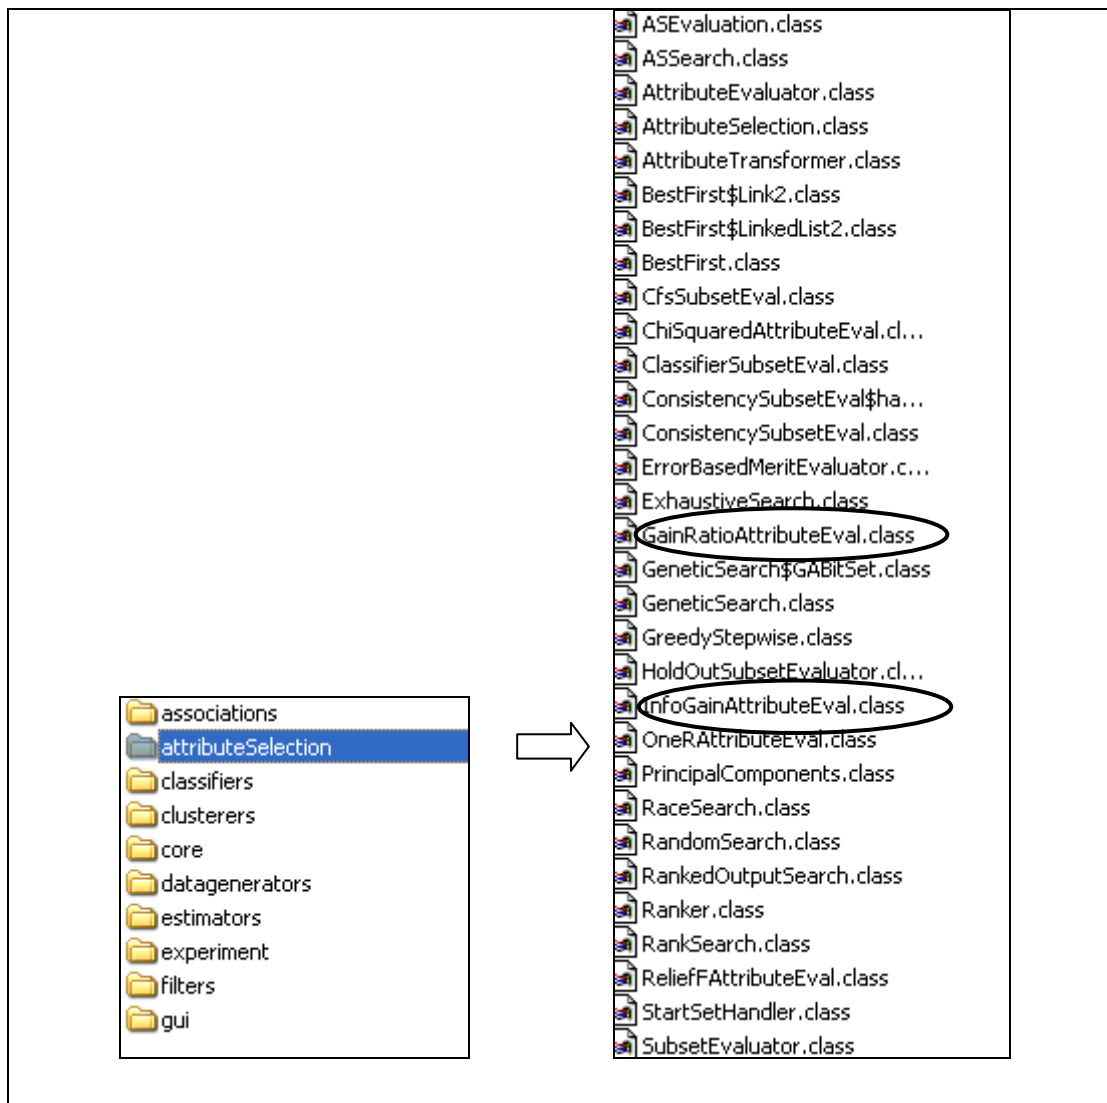 associations
attributeSelection
classifiers
clusterers
core
datagenerators
estimators
experiment
filters
gui
ASEvaluation.class
ASSearch.class
AttributeEvaluator.class
AttributeSelection.class
AttributeTransformer.class
BestFirst$Link2.class
BestFirst$LinkedList2.class
BestFirst.class
CfsSubsetEval.class
ChiSquaredAttributeEval.cl...
ClassifierSubsetEval.class
ConsistencySubsetEval$ha...
ConsistencySubsetEval.class
ErrorBasedMeritEvaluator.c...
ExhaustiveSearch.class
GainRatioAttributeEval.class
GeneticSearch$GABitSet.class
GeneticSearch.class
GreedyStepwise.class
HoldOutSubsetEvaluator.cl...
InfoGainAttributeEval.class
OneRAttributeEval.class
PrincipalComponents.class
RaceSearch.class
RandomSearch.class
RankedOutputSearch.class
Ranker.class
RankSearch.class
ReliefFAttributeEval.class
StartSetHandler.class
SubsetEvaluator.class